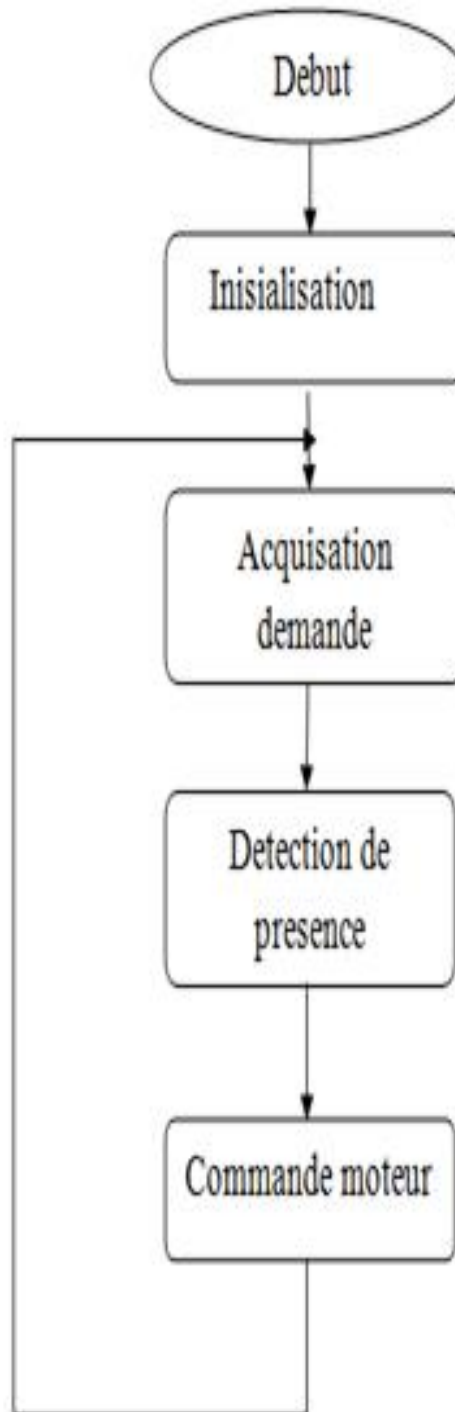 Debut
Inisialisation
Acquisation
demande
Detection de
presence
Commande moteur